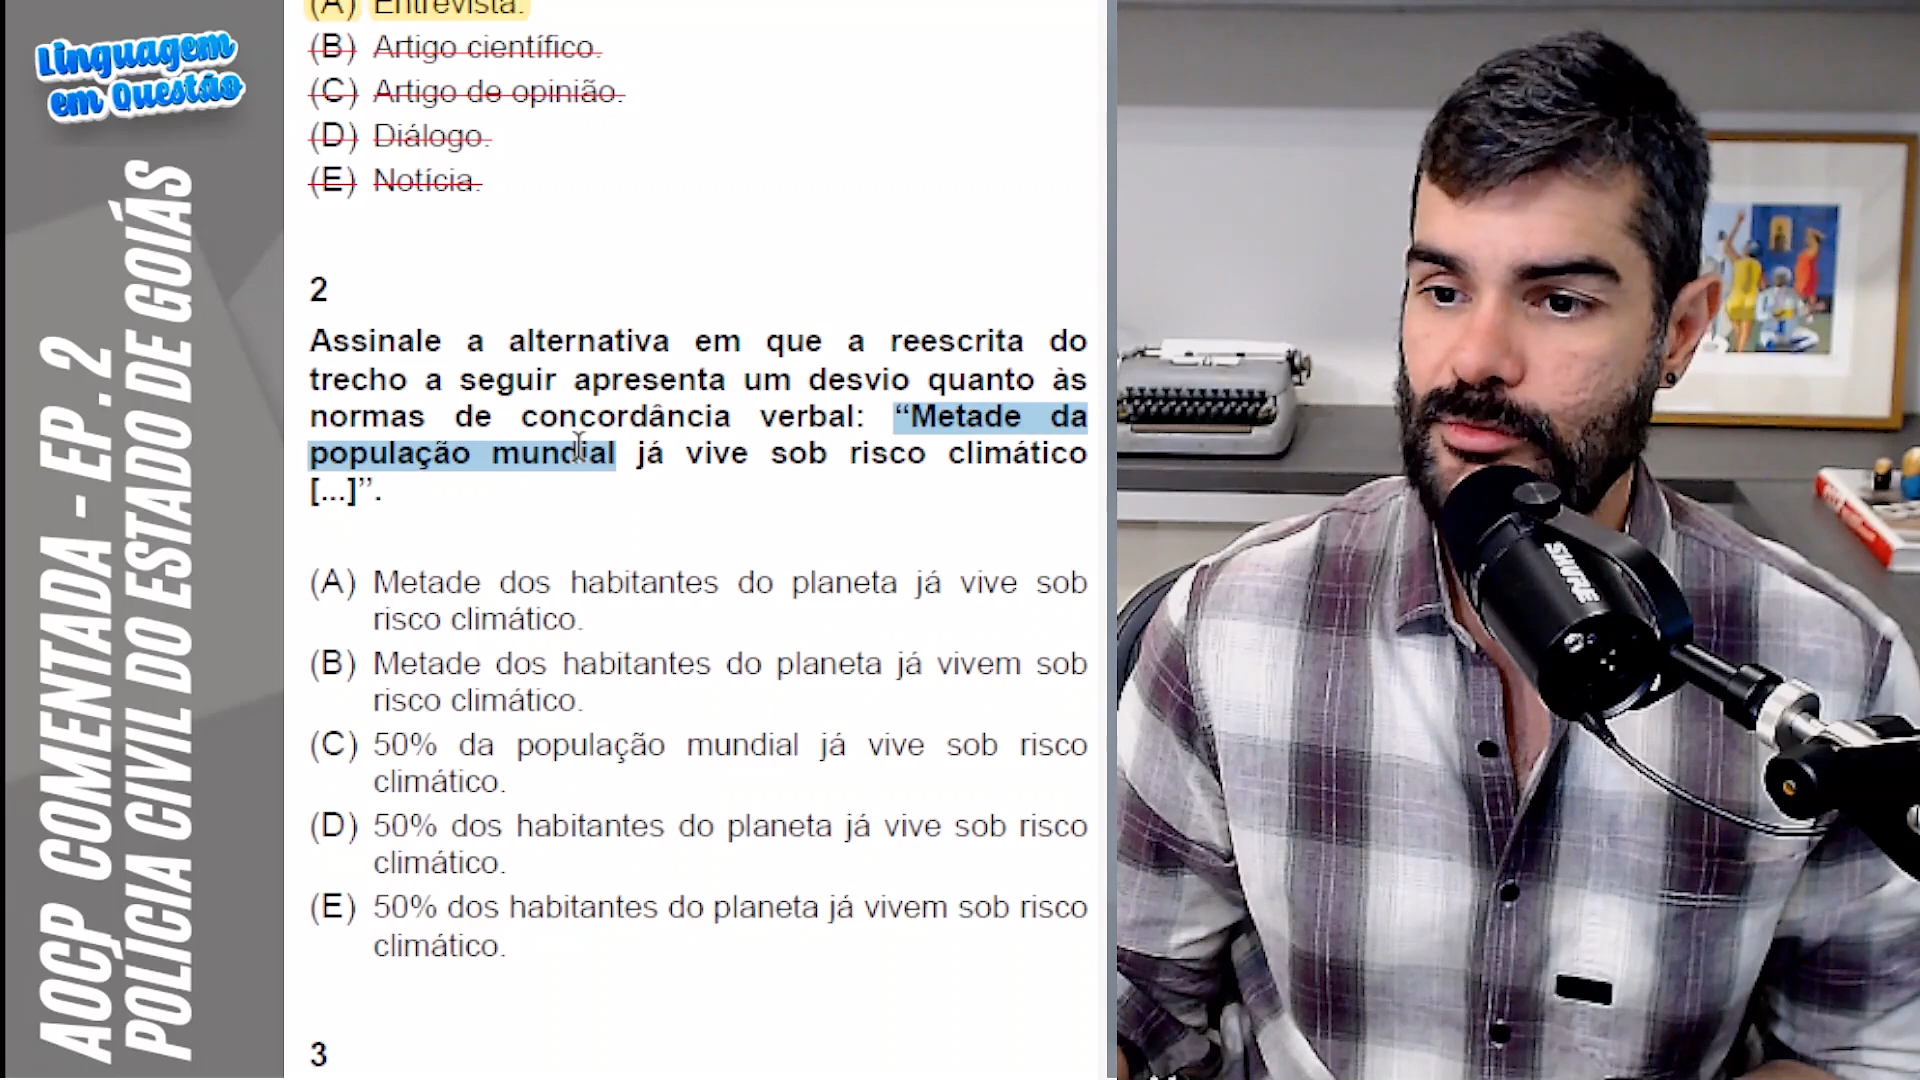 Linguagem
em Questão
AOCP COMENTADA - EP. 2
POLÍCIA CIVIL DO ESTADO DE GOIÁS
(A) Entrevista.
(B) Artigo científico.
(C) Artigo de opinião.
(D) Diálogo.
(E) Notícia.
2
Assinale a alternativa em que a reescrita do
trecho a seguir apresenta um desvio quanto às
normas de concordância verbal: “Metade da
população mundial já vive sob risco climático
[...]”.
(A) Metade dos habitantes do planeta já vive sob
risco climático.
(B) Metade dos habitantes do planeta já vivem sob
risco climático.
(C) 50% da população mundial já vive sob risco
climático.
(D) 50% dos habitantes do planeta já vive sob risco
climático.
(E) 50% dos habitantes do planeta já vivem sob risco
climático.
3
SHURE